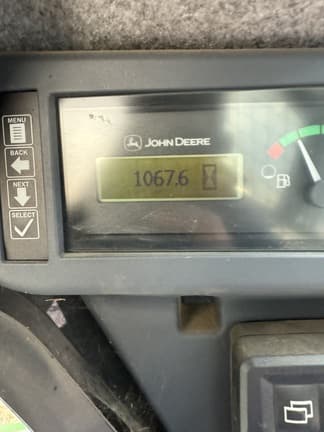 MENU
BACK
NEXT
SELECT
JOHN DEERE
1067.6